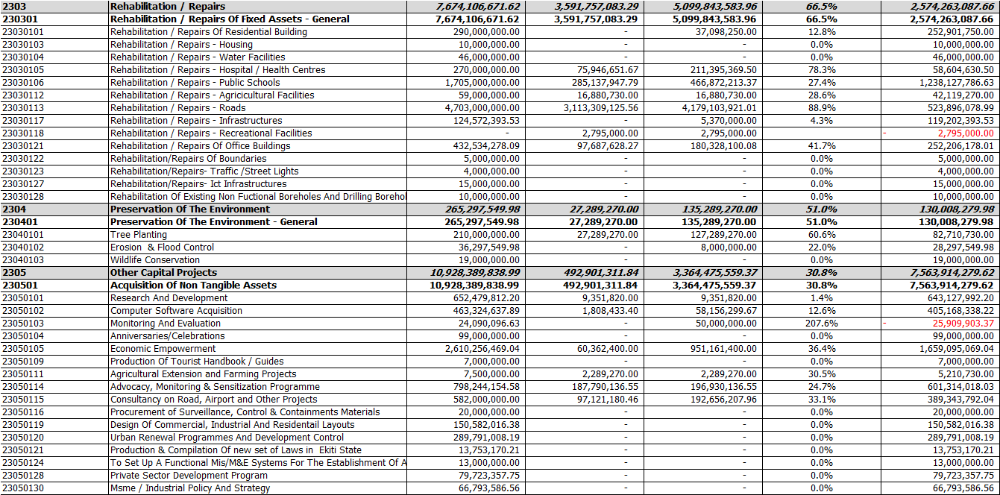 2303 Rehabilitation / Repairs 7,674,106,671.62 3,591,757,083.29 5,099,843,583.96 66.5% 2,574,263,087.66
230301 Rehabilitation / Repairs Of Fixed Assets - General 7,674,106,671.62 3,591,757,083.29 5,099,843,583.96 66.5% 2,574,263,087.66
23030101 Rehabilitation / Repairs Of Residential Building 290,000,000.00 - 37,098,250.00 12.8% 252,901,750.00
23030103 Rehabilitation / Repairs - Housing 10,000,000.00 - - 0.0% 10,000,000.00
23030104 Rehabilitation / Repairs - Water Facilities 46,000,000.00 - - 0.0% 46,000,000.00
23030105 Rehabilitation / Repairs - Hospital / Health Centres 270,000,000.00 75,946,651.67 211,395,369.50 78.3% 58,604,630.50
23030106 Rehabilitation / Repairs - Public Schools 1,705,000,000.00 285,137,947.79 466,872,213.37 27.4% 1,238,127,786.63
23030112 Rehabilitation / Repairs - Agricicultural Facilities 59,000,000.00 16,880,730.00 16,880,730.00 28.6% 42,119,270.00
23030113 Rehabilitation / Repairs - Roads 4,703,000,000.00 3,113,309,125.56 4,179,103,921.01 88.9% 523,896,078.99
23030117 Rehabilitation / Repairs - Infrastructures 124,572,393.53 - 5,370,000.00 4.3% 119,202,393.53
23030118 Rehabilitation / Repairs - Recreational Facilities - 2,795,000.00 2,795,000.00 - 2,795,000.00
23030121 Rehabilitation / Repairs Of Office Buildings 432,534,278.09 97,687,628.27 180,328,100.08 41.7% 252,206,178.01
23030122 Rehabilitation/Repairs Of Boundaries 5,000,000.00 - - 0.0% 5,000,000.00
23030123 Rehabilitation/Repairs- Traffic /Street Lights 4,000,000.00 - - 0.0% 4,000,000.00
23030127 Rehabilitation/Repairs- Ict Infrastructures 15,000,000.00 - - 0.0% 15,000,000.00
23030128 Rehabilitation Of Existing Non Fuctional Boreholes And Drilling Borehol 10,000,000.00 - - 0.0% 10,000,000.00
2304 Preservation Of The Environment 265,297,549.98 27,289,270.00 135,289,270.00 51.0% 130,008,279.98
230401 Preservation Of The Environment - General 265,297,549.98 27,289,270.00 135,289,270.00 51.0% 130,008,279.98
23040101 Tree Planting 210,000,000.00 27,289,270.00 127,289,270.00 60.6% 82,710,730.00
23040102 Erosion & Flood Control 36,297,549.98 - 8,000,000.00 22.0% 28,297,549.98
23040103 Wildlife Conservation 19,000,000.00 - - 0.0% 19,000,000.00
2305 Other Capital Projects 10,928,389,838.99 492,901,311.84 3,364,475,559.37 30.8% 7,563,914,279.62
230501 Acquisition Of Non Tangible Assets 10,928,389,838.99 492,901,311.84 3,364,475,559.37 30.8% 7,563,914,279.62
23050101 Research And Development 652,479,812.20 9,351,820.00 9,351,820.00 1.4% 643,127,992.20
23050102 Computer Software Acquisition 463,324,637.89 1,808,433.40 58,156,299.67 12.6% 405,168,338.22
23050103 Monitoring And Evaluation 24,090,096.63 - 50,000,000.00 207.6% - 25,909,903.37
23050104 Anniversaries/Celebrations 99,000,000.00 - - 0.0% 99,000,000.00
23050105 Economic Empowerment 2,610,256,469.04 60,362,400.00 951,161,400.00 36.4% 1,659,095,069.04
23050109 Production Of Tourist Handbook / Guides 7,000,000.00 - - 0.0% 7,000,000.00
23050111 Agricultural Extension and Farming Projects 7,500,000.00 2,289,270.00 2,289,270.00 30.5% 5,210,730.00
23050114 Advocacy, Monitoring & Sensitization Programme 798,244,154.58 187,790,136.55 196,930,136.55 24.7% 601,314,018.03
23050115 Consultancy on Road, Airport and Other Projects 582,000,000.00 97,121,180.46 192,656,207.96 33.1% 389,343,792.04
23050116 Procurement of Surveillance, Control & Containments Materials 20,000,000.00 - - 0.0% 20,000,000.00
23050119 Design Of Commercial, Industrial And Residentail Layouts 150,582,016.38 - - 0.0% 150,582,016.38
23050120 Urban Renewal Programmes And Development Control 289,791,008.19 - - 0.0% 289,791,008.19
23050121 Production & Compilation Of new set of Laws in Ekiti State 13,753,170.21 - - 0.0% 13,753,170.21
23050124 To Set Up A Functional Mis/M&E Systems For The Establishment Of A 13,000,000.00 - - 0.0% 13,000,000.00
23050128 Private Sector Development Program 79,723,357.75 - - 0.0% 79,723,357.75
23050130 Msme / Industrial Policy And Strategy 66,793,586.56 - - 0.0% 66,793,586.56